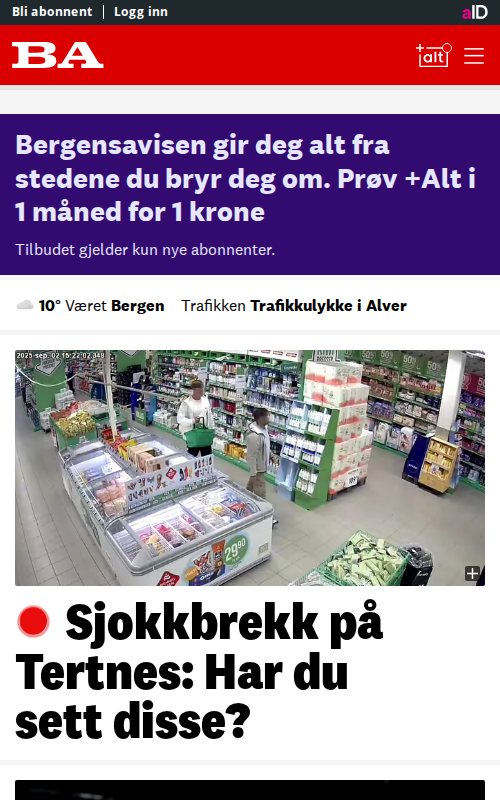 Bli abonnent | Logg inn
aID
BA
+alt
Bergensavisen gir deg alt fra
stedene du bryr deg om. Prøv +Alt i
1 måned for 1 krone
Tilbudet gjelder kun nye abonnenter.
10° Været Bergen Trafikken Trafikkulykke i Alver
2025-sep. 02 15:22:02.348
50%
50%
29.90
Sjokkbrekk på
Tertnes: Har du
sett disse?